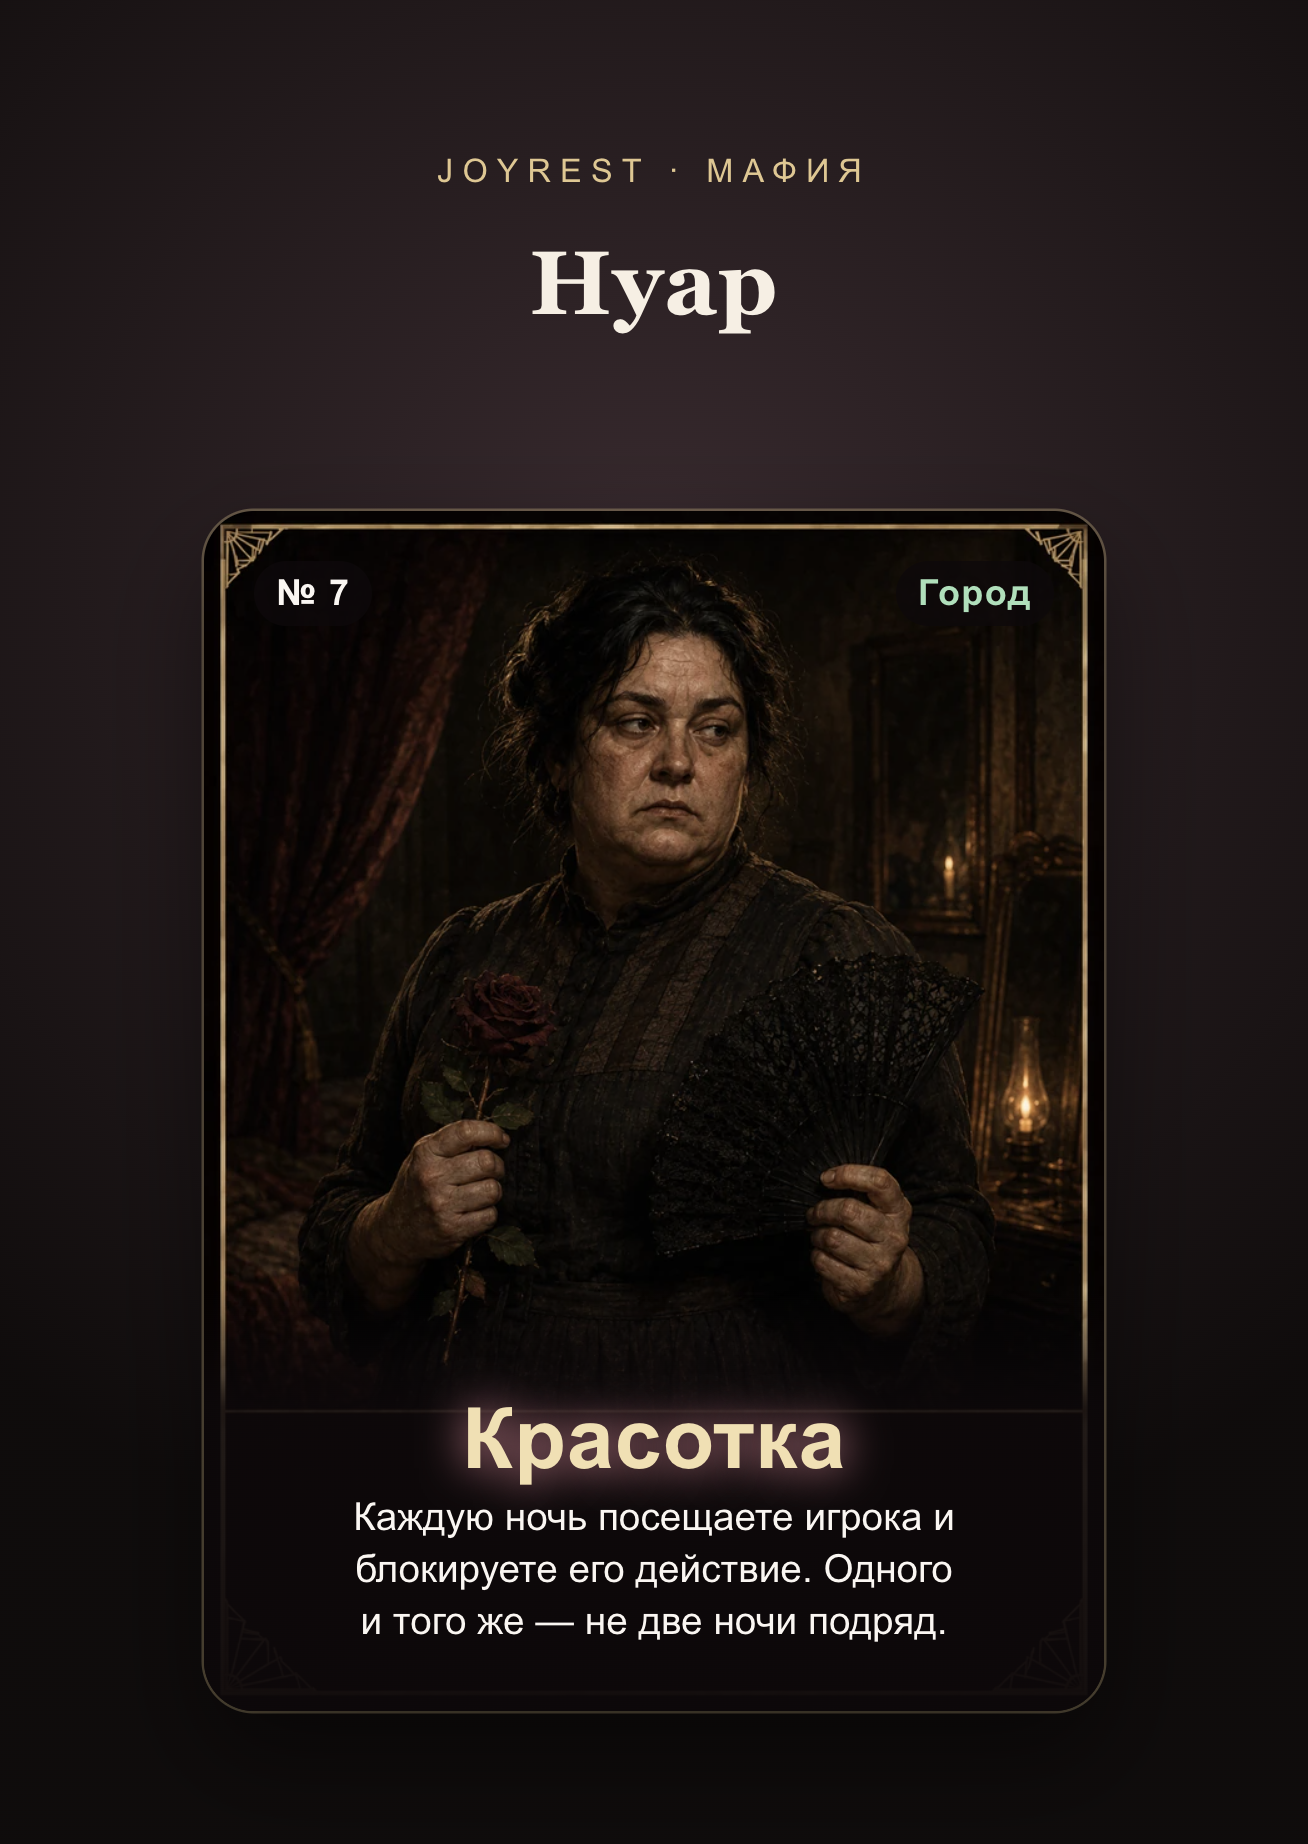 JOYREST · МАФИЯ
Нуар
№ 7
Город
Красотка
Каждую ночь посещаете игрока и
блокируете его действие. Одного
и того же — не две ночи подряд.